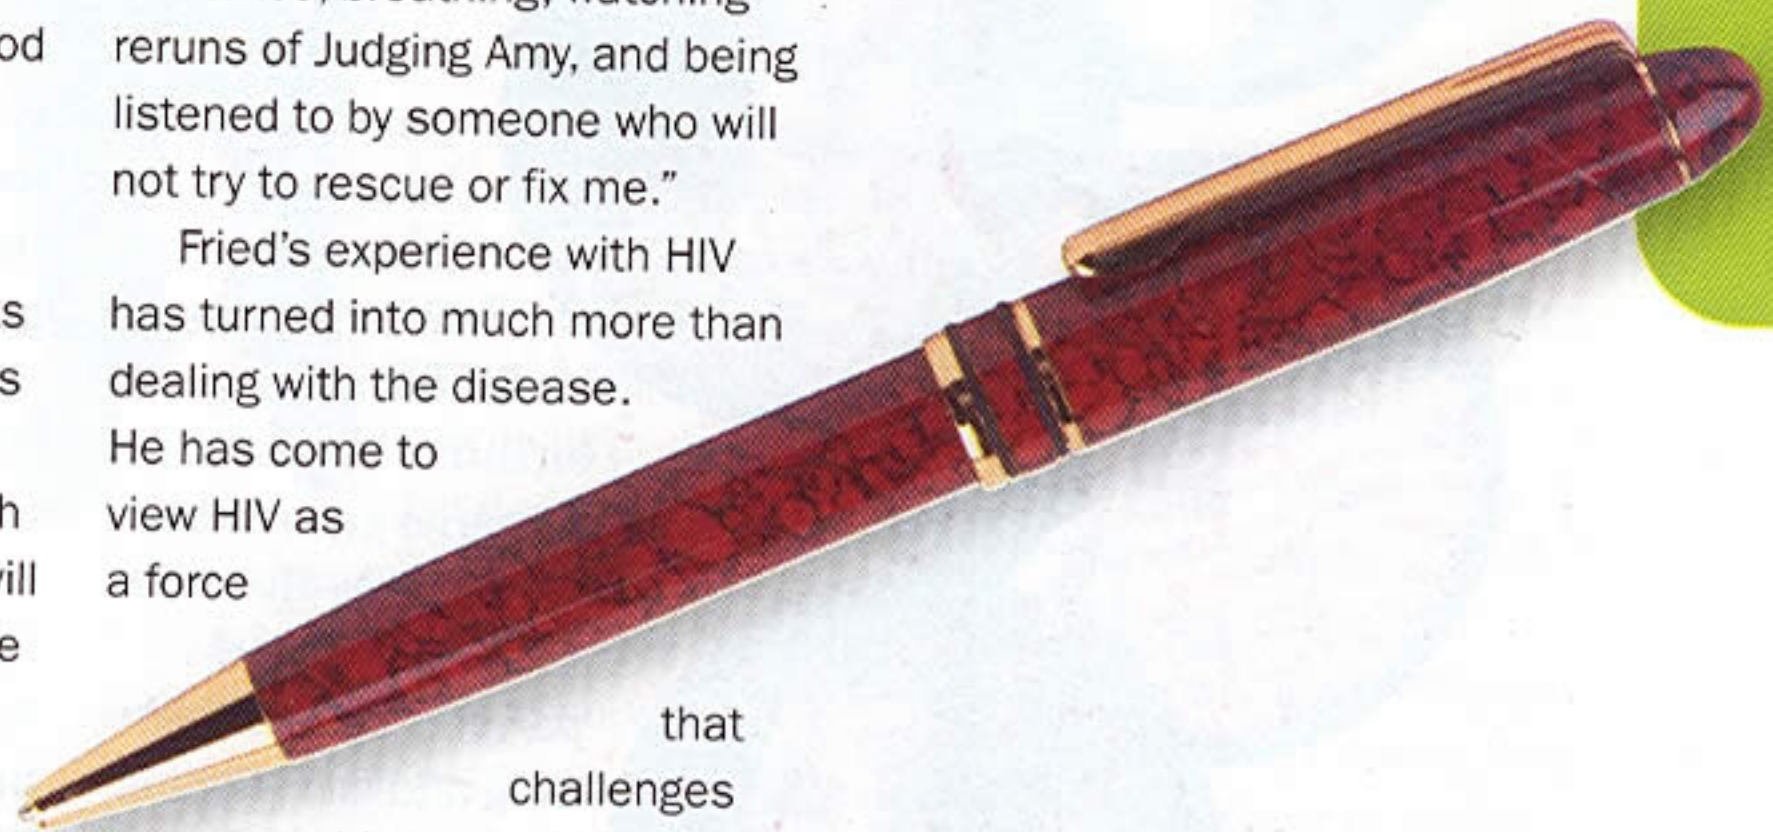 breathing, watching
reruns of Judging Amy, and being
listened to by someone who will
not try to rescue or fix me.”
Fried’s experience with HIV
has turned into much more than
dealing with the disease.
He has come to
view HIV as
a force
that
challenges